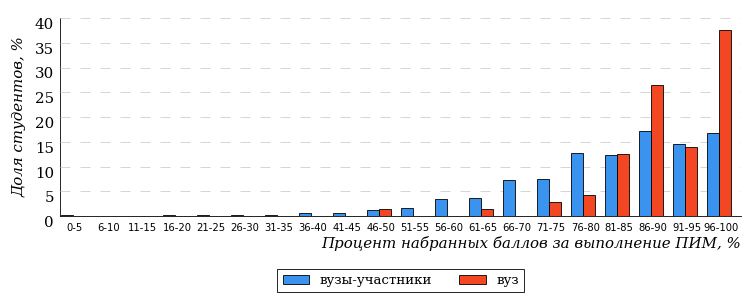 Доля студентов, %
40
35
30
25
20
15
10
5
0
0-5 6-10 11-15 16-20 21-25 26-30 31-35 36-40 41-45 46-50 51-55 56-60 61-65 66-70 71-75 76-80 81-85 86-90 91-95 96-100
Процент набранных баллов за выполнение ПИМ, %
вузы-участники вуз